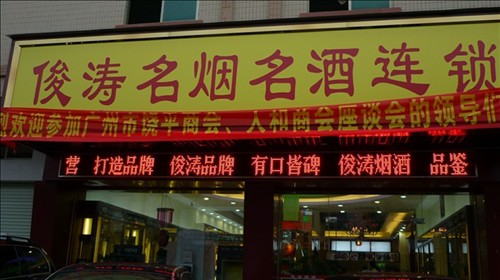 俊涛名烟名酒连锁
欢迎参加广州市饶平商会、人和商会座谈会的领导
营 打造品牌 俊涛品牌 有口皆碑 俊涛烟酒 品鉴